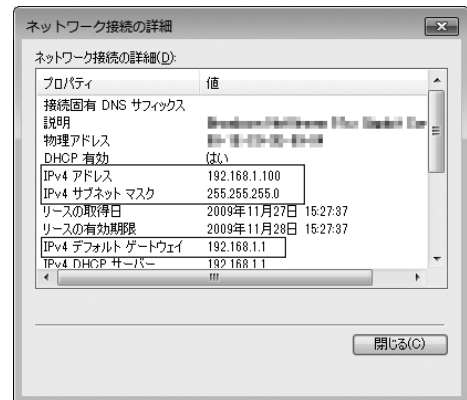 ネットワーク接続の詳細
ネットワーク接続の詳細(D):
プロパティ 値
接続固有 DNS サフィックス
説明
物理アドレス
DHCP 有効 はい
IPv4 アドレス 192.168.1.100
IPv4 サブネット マスク 255.255.255.0
リースの取得日 2009年11月27日 15:27:37
リースの有効期限 2009年11月28日 15:27:37
IPv4 デフォルト ゲートウェイ 192.168.1.1
IPv4 DHCP サーバー 192.168.1.1
閉じる(C)